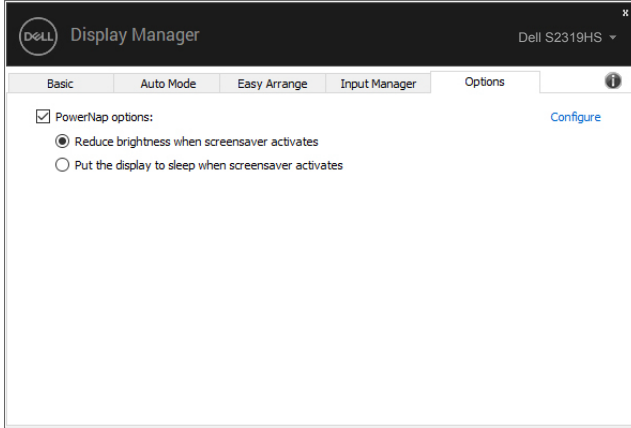 x
DELL Display Manager Dell S2319HS
Basic Auto Mode Easy Arrange Input Manager Options i
PowerNap options: Configure
Reduce brightness when screensaver activates
Put the display to sleep when screensaver activates